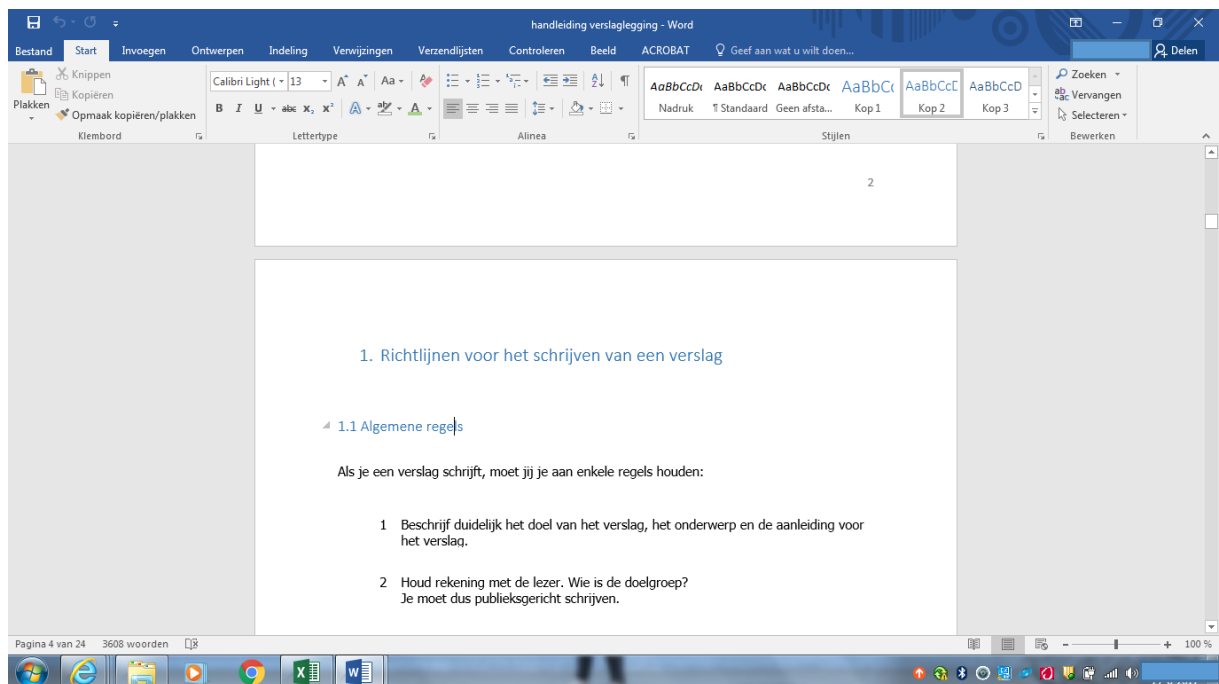 handleiding verslaglegging - Word
Bestand Start Invoegen Ontwerpen Indeling Verwijzingen Verzendlijsten Controleren Beeld ACROBAT Geef aan wat u wilt doen... Delen
Plakken
Knippen
Kopiëren
Opmaak kopiëren/plakken
Klembord
Calibri Light ( 13
Lettertype
Alinea
AaBbCcDc AaBbCcDc AaBbCcDc AaBbCc AaBbCcD AaBbCcD
Nadruk ¶ Standaard Geen afsta... Kop 1 Kop 2 Kop 3
Stijlen
Zoeken
Vervangen
Selecteren
Bewerken
2
1. Richtlijnen voor het schrijven van een verslag
1.1 Algemene regels
Als je een verslag schrijft, moet jij je aan enkele regels houden:
1 Beschrijf duidelijk het doel van het verslag, het onderwerp en de aanleiding voor
het verslag.
2 Houd rekening met de lezer. Wie is de doelgroep?
Je moet dus publieksgericht schrijven.
Pagina 4 van 24 3608 woorden 100 %